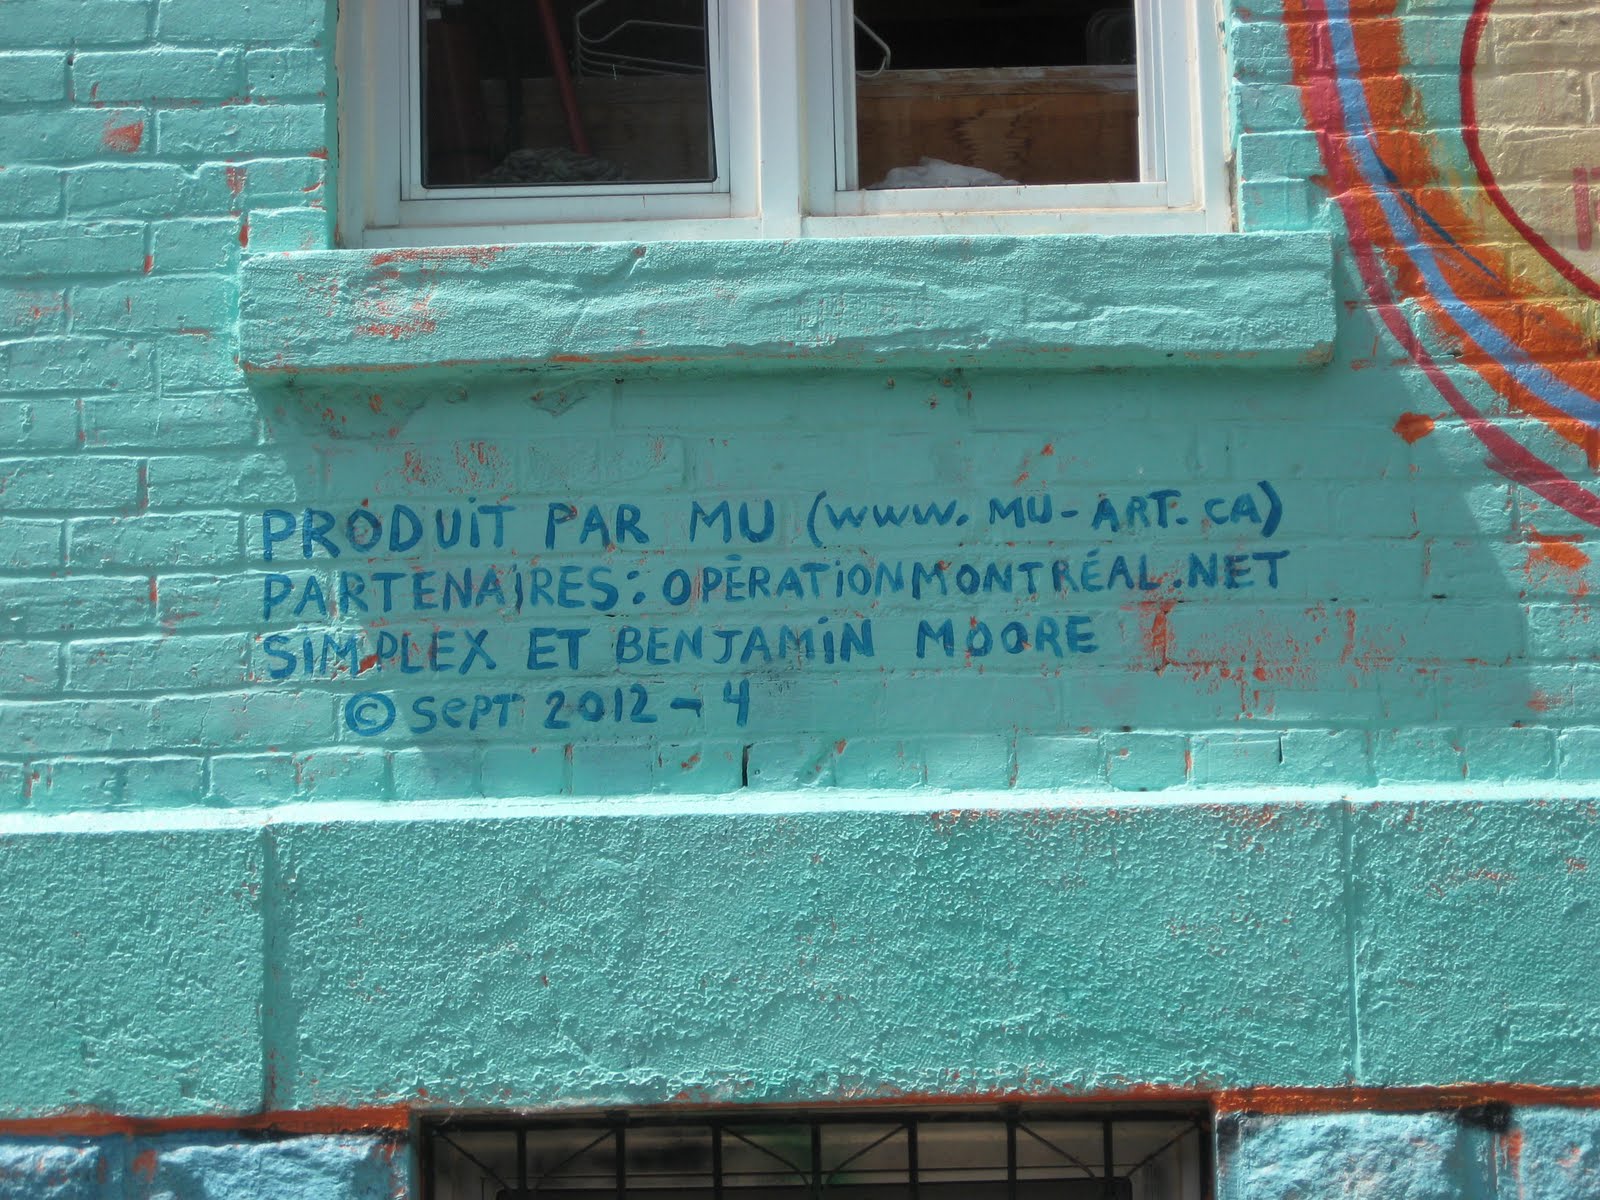 PRODUiT PAR MU (www. MU-ART. CA)
PARTENAIRES: OPÉRATiONMONTRÉAL.NET
SIMPLEX ET BENJAMiN MOORE
© SEPT 2012 - 4